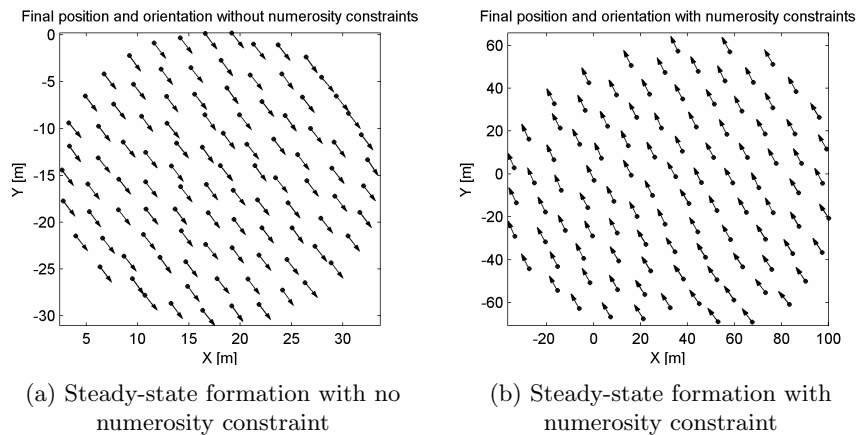 Final position and orientation without numerosity constraints
0
-5
-10
-15
-20
-25
-30
Y [m]
5 10 15 20 25 30
X [m]
(a) Steady-state formation with no
numerosity constraint
Final position and orientation with numerosity constraints
60
40
20
0
-20
-40
-60
Y [m]
-20 0 20 40 60 80 100
X [m]
(b) Steady-state formation with
numerosity constraint